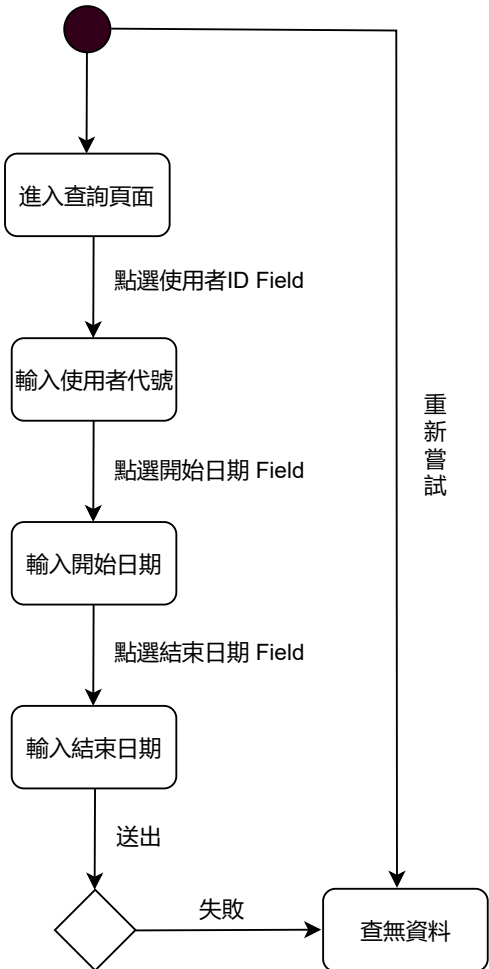 進入查詢頁面
點選使用者ID Field
輸入使用者代號
點選開始日期 Field
輸入開始日期
點選結束日期 Field
輸入結束日期
送出
失敗
查無資料
重新嘗試